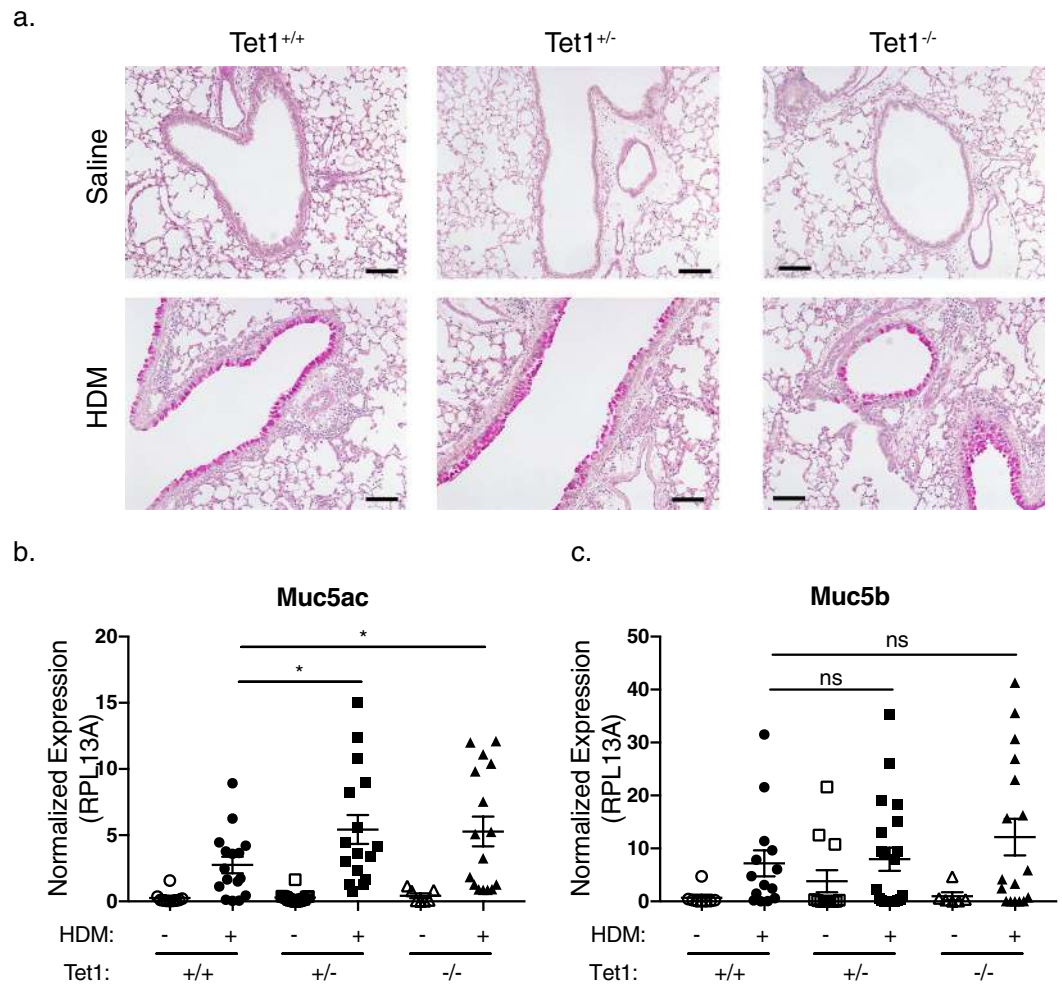 a.
Tet1+/+ Tet1+/- Tet1-/-
Saline
HDM
b.
Muc5ac
Normalized Expression
(RPL13A)
20
15
10
5
0
*
*
HDM: - + - + - +
Tet1: +/+ +/- -/-
c.
Muc5b
Normalized Expression
(RPL13A)
50
40
30
20
10
0
ns
ns
HDM: - + - + - +
Tet1: +/+ +/- -/-